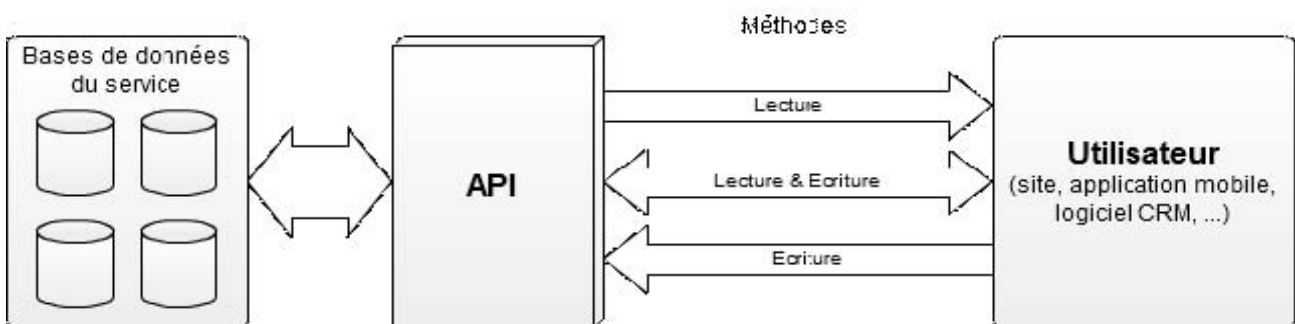 Méthodes
Bases de données
du service
API
Lecture
Lecture & Ecriture
Ecriture
Utilisateur
(site, application mobile,
logiciel CRM, ...)